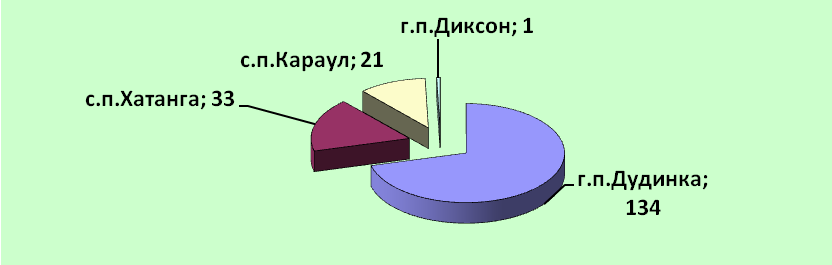 г.п.Диксон; 1
с.п.Караул; 21
с.п.Хатанга; 33
г.п.Дудинка;
134